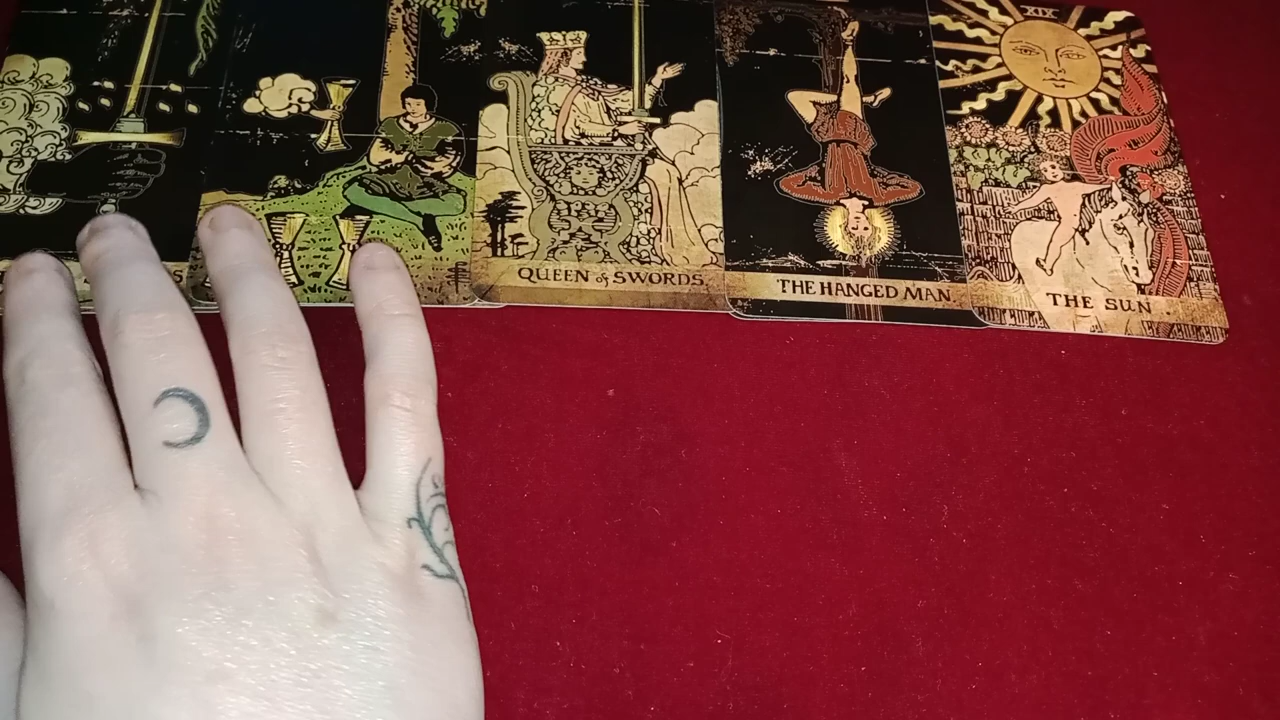 S
QUEEN of SWORDS
THE HANGED MAN
XIX
THE SUN